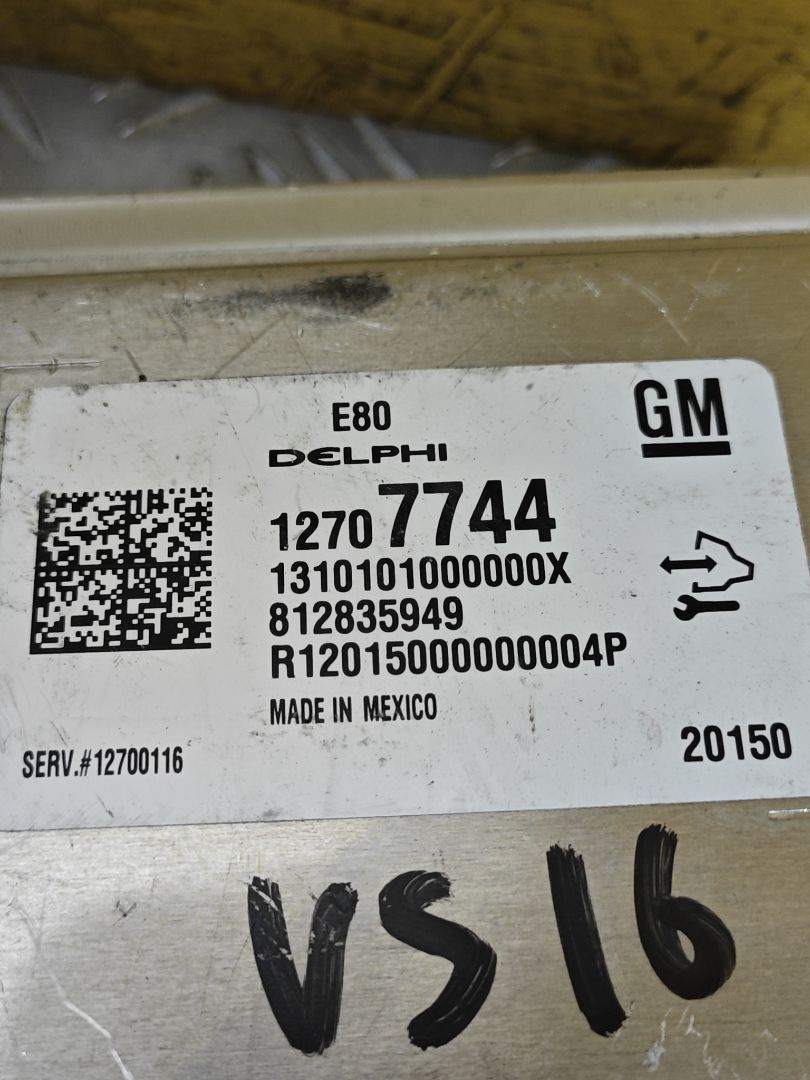 E80
GM
DELPHI
12707744
1310101000000X
812835949
R12015000000004P
MADE IN MEXICO
SERV.#12700116
20150
VS16